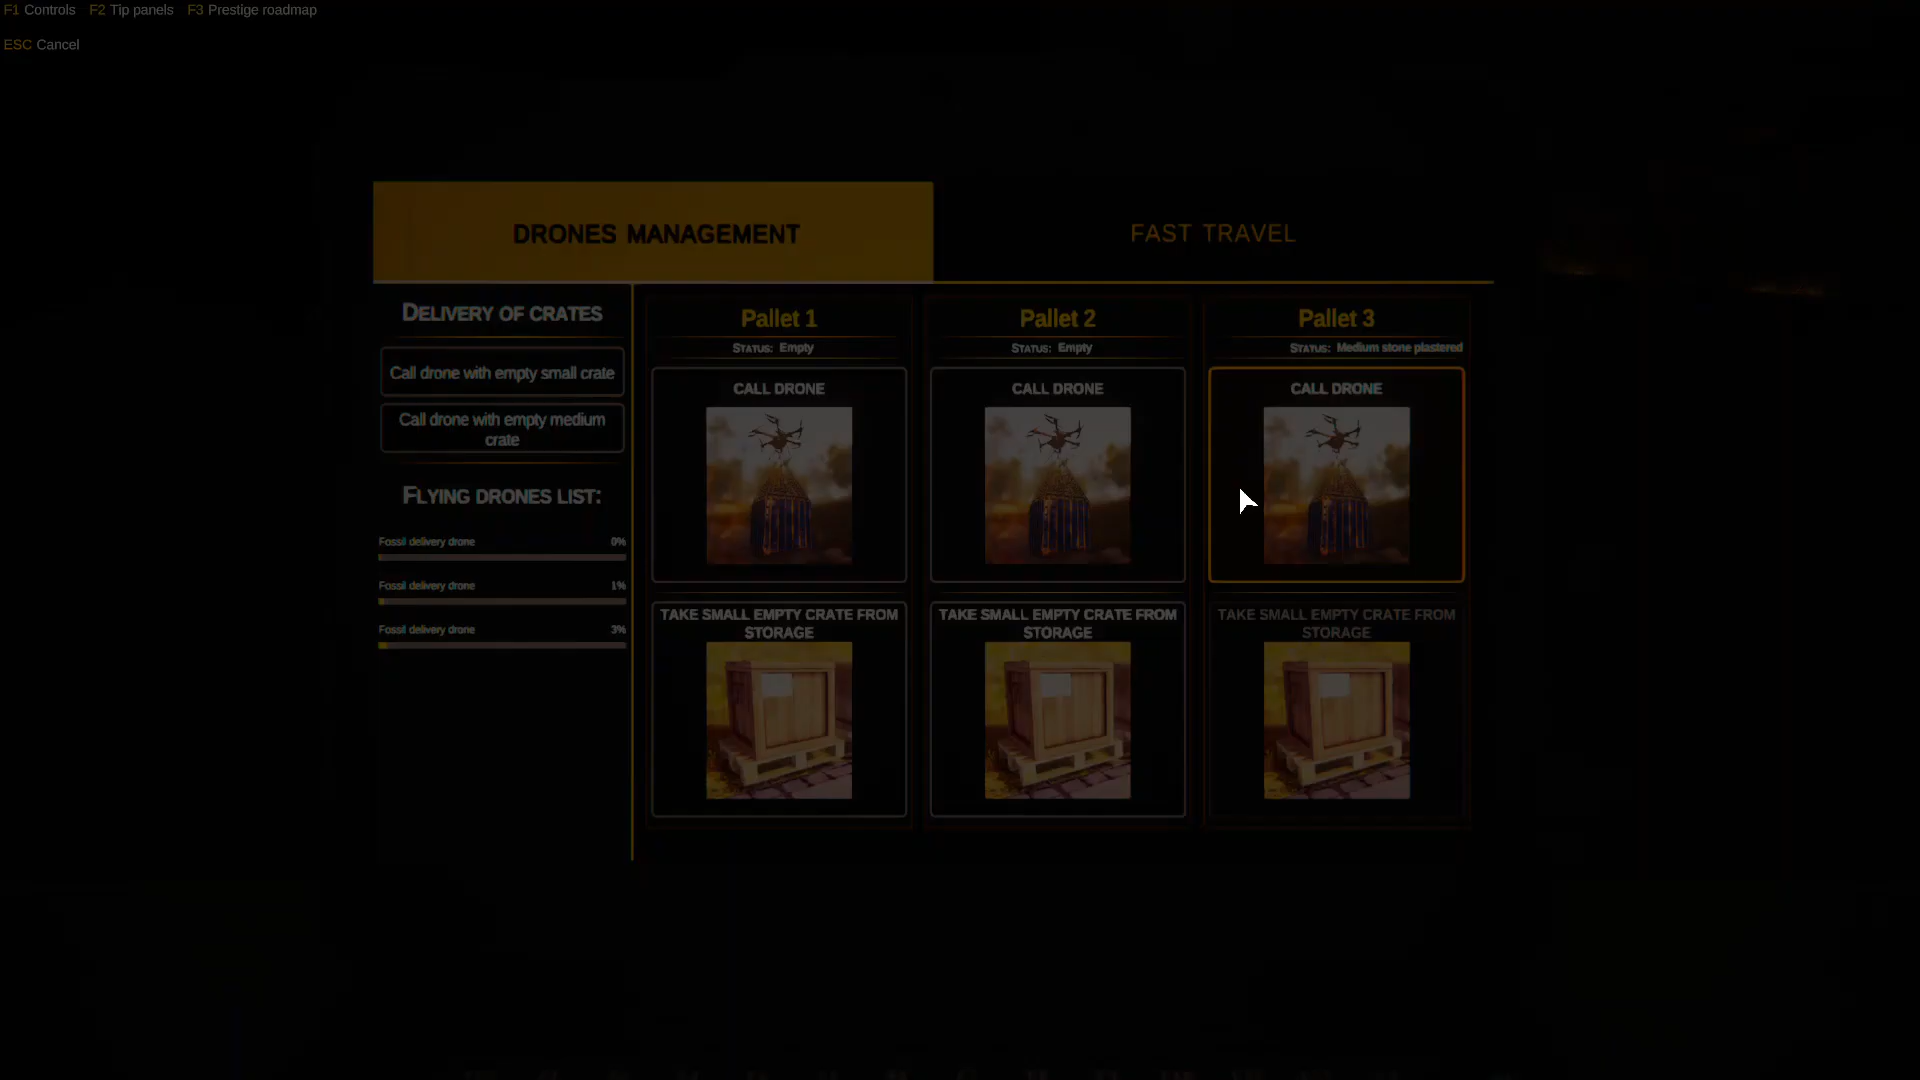 F1 Controls F2 Tip panels F3 Prestige roadmap
ESC Cancel
DRONES MANAGEMENT
FAST TRAVEL
DELIVERY OF CRATES
Call drone with empty small crate
Call drone with empty medium
crate
FLYING DRONES LIST:
Fossil delivery drone 0%
Fossil delivery drone 1%
Fossil delivery drone 3%
Pallet 1
STATUS: Empty
CALL DRONE
TAKE SMALL EMPTY CRATE FROM
STORAGE
Pallet 2
STATUS: Empty
CALL DRONE
TAKE SMALL EMPTY CRATE FROM
STORAGE
Pallet 3
STATUS: Medium stone plastered
CALL DRONE
TAKE SMALL EMPTY CRATE FROM
STORAGE